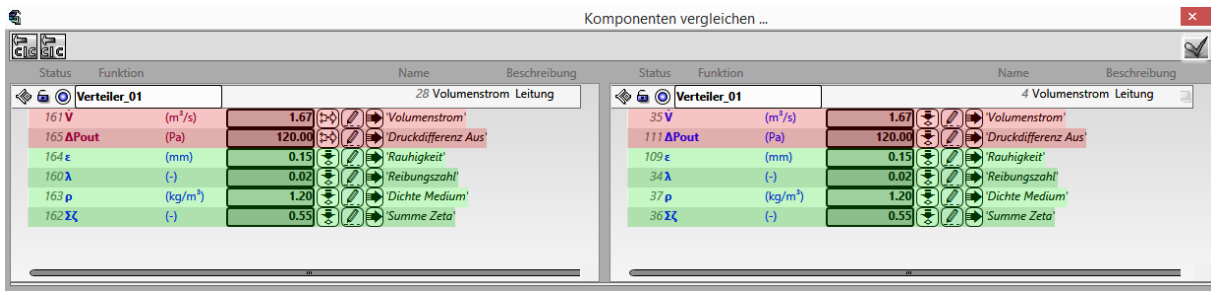 Komponenten vergleichen ...
CIC CIC
Status Funktion Name Beschreibung
Verteiler_01 28 Volumenstrom Leitung
161 V̇ (m³/s) 1.67 'Volumenstrom'
165 ΔPout (Pa) 120.00 'Druckdifferenz Aus'
164 ε (mm) 0.15 'Rauhigkeit'
160 λ (-) 0.02 'Reibungszahl'
163 ρ (kg/m³) 1.20 'Dichte Medium'
162 Σζ (-) 0.55 'Summe Zeta'
Status Funktion Name Beschreibung
Verteiler_01 4 Volumenstrom Leitung
35 V̇ (m³/s) 1.67 'Volumenstrom'
111 ΔPout (Pa) 120.00 'Druckdifferenz Aus'
109 ε (mm) 0.15 'Rauhigkeit'
34 λ (-) 0.02 'Reibungszahl'
37 ρ (kg/m³) 1.20 'Dichte Medium'
36 Σζ (-) 0.55 'Summe Zeta'